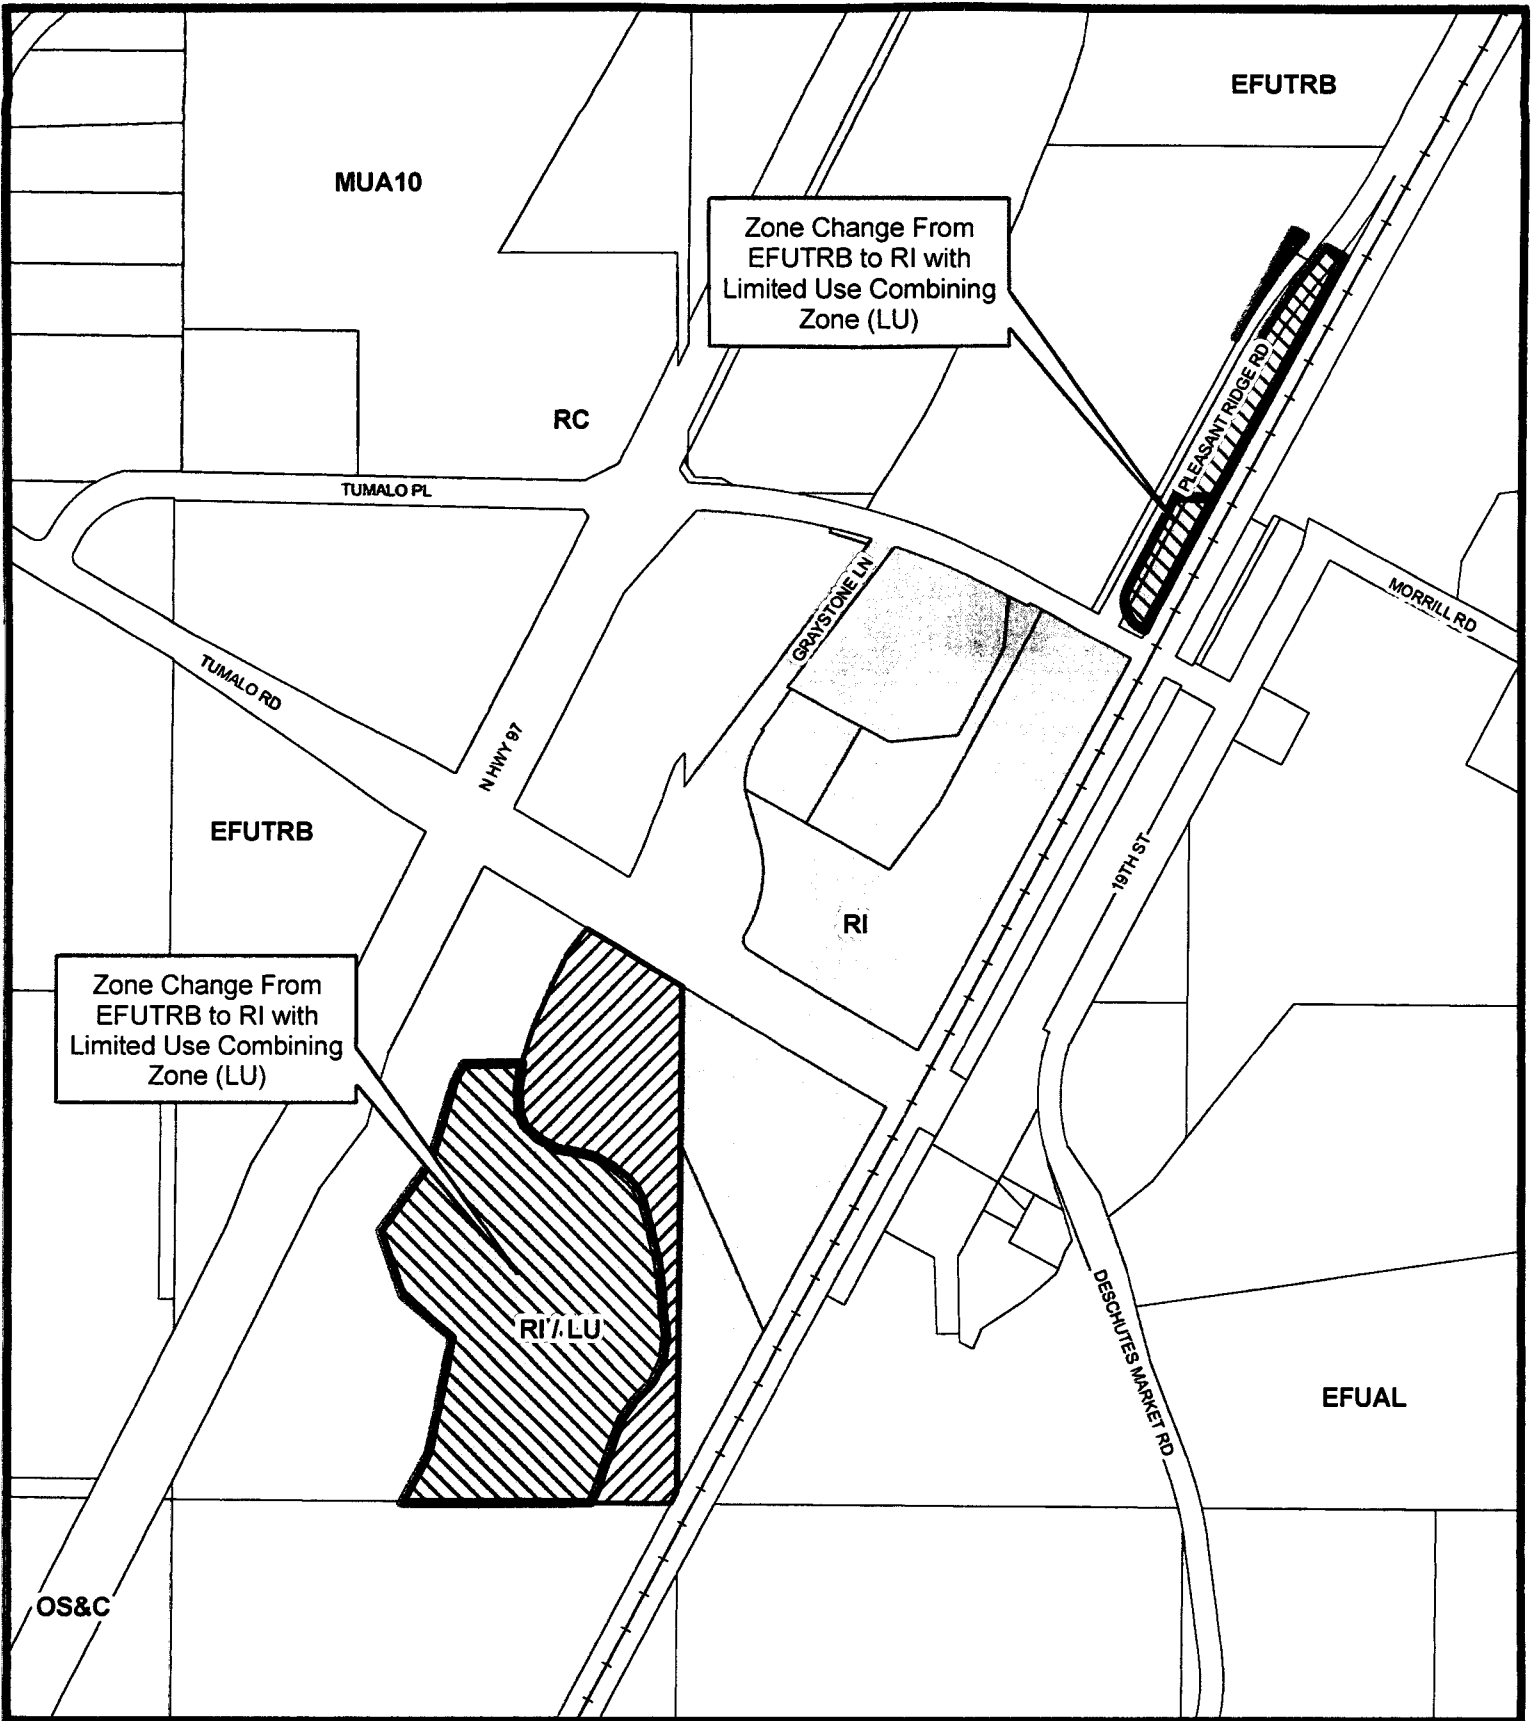 EFUTRB
MUA10
Zone Change From
EFUTRB to RI with
Limited Use Combining
Zone (LU)
PLEASANT RIDGE RD
RC
TUMALO PL
GRAYSTONE LN
MORRILL RD
TUMALO RD
N HWY 97
EFUTRB
19TH ST
RI
Zone Change From
EFUTRB to RI with
Limited Use Combining
Zone (LU)
RI / LU
DESCHUTES MARKET RD
EFUAL
OS&C